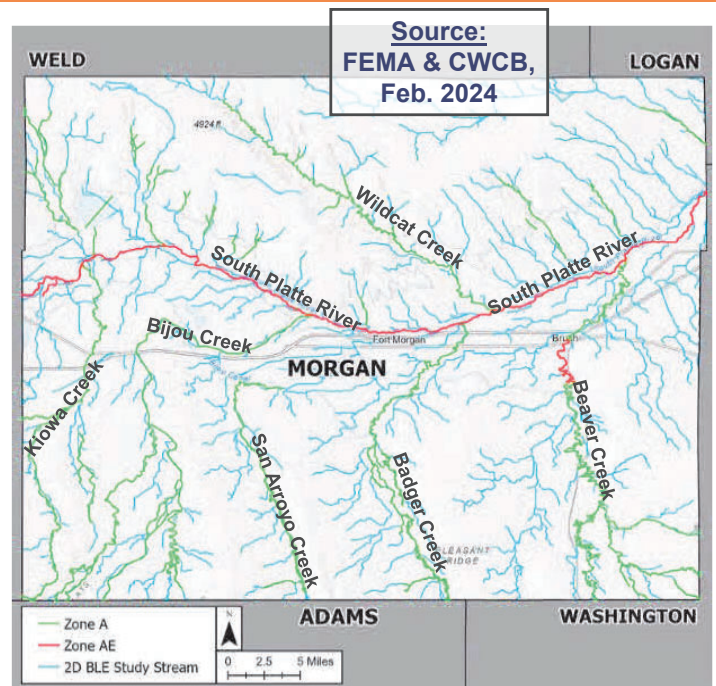 Source:
FEMA & CWCB,
Feb. 2024
WELD
LOGAN
4924 ft
Wildcat Creek
South Platte River
South Platte River
Bijou Creek
Fort Morgan
Brush
MORGAN
Kiowa Creek
San Arroyo Creek
Badger Creek
Beaver Creek
PLEASANT
RIDGE
ADAMS
WASHINGTON
Zone A
Zone AE
2D BLE Study Stream
N
0 2.5 5 Miles